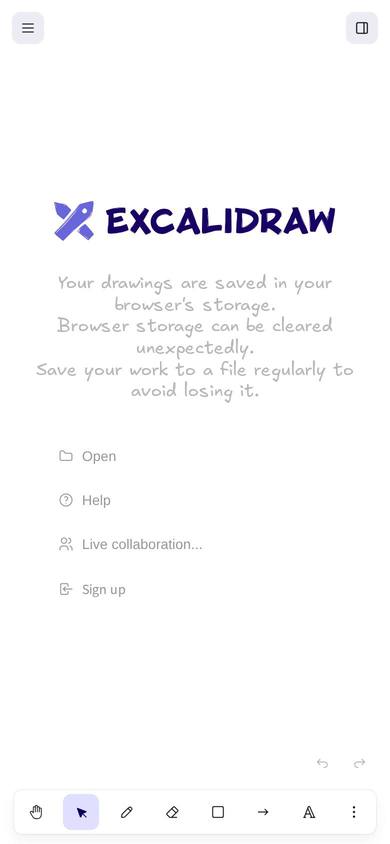 EXCALIDRAW
Your drawings are saved in your
browser's storage.
Browser storage can be cleared
unexpectedly.
Save your work to a file regularly to
avoid losing it.
Open
Help
Live collaboration...
Sign up